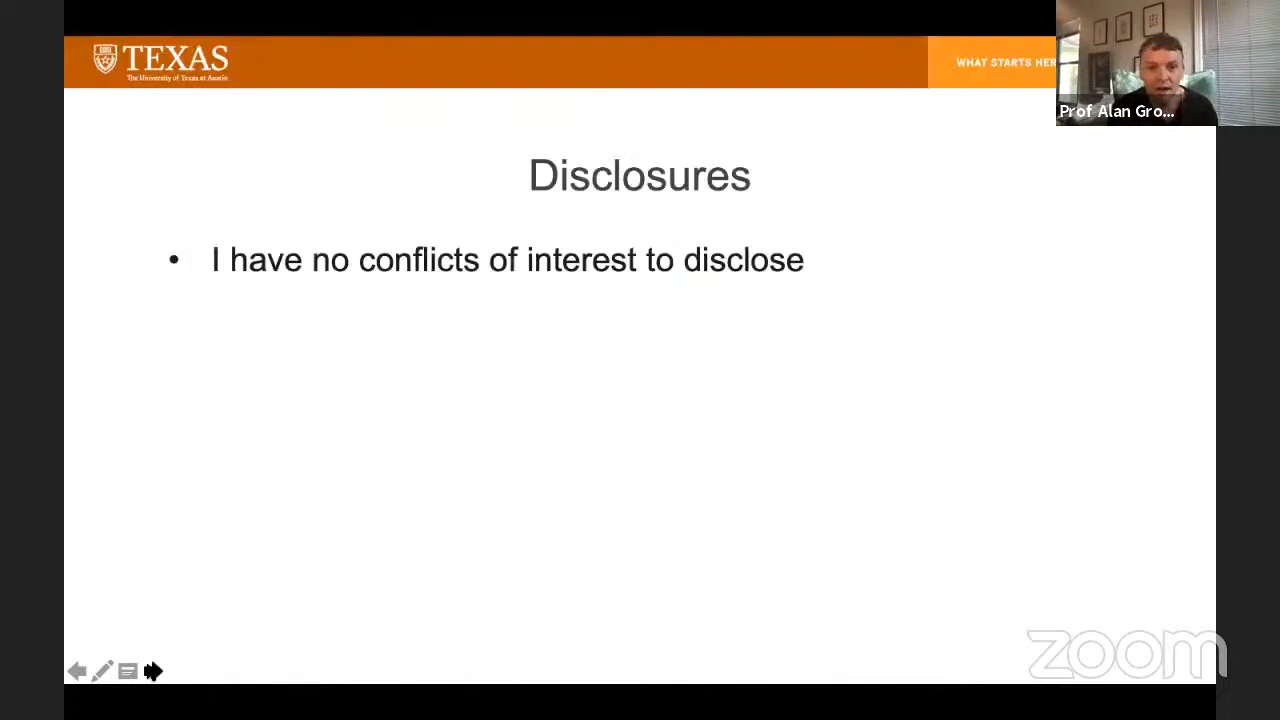 TEXAS
The University of Texas at Austin
WHAT STARTS HER
Prof Alan Gro...
Disclosures
• I have no conflicts of interest to disclose
zoom